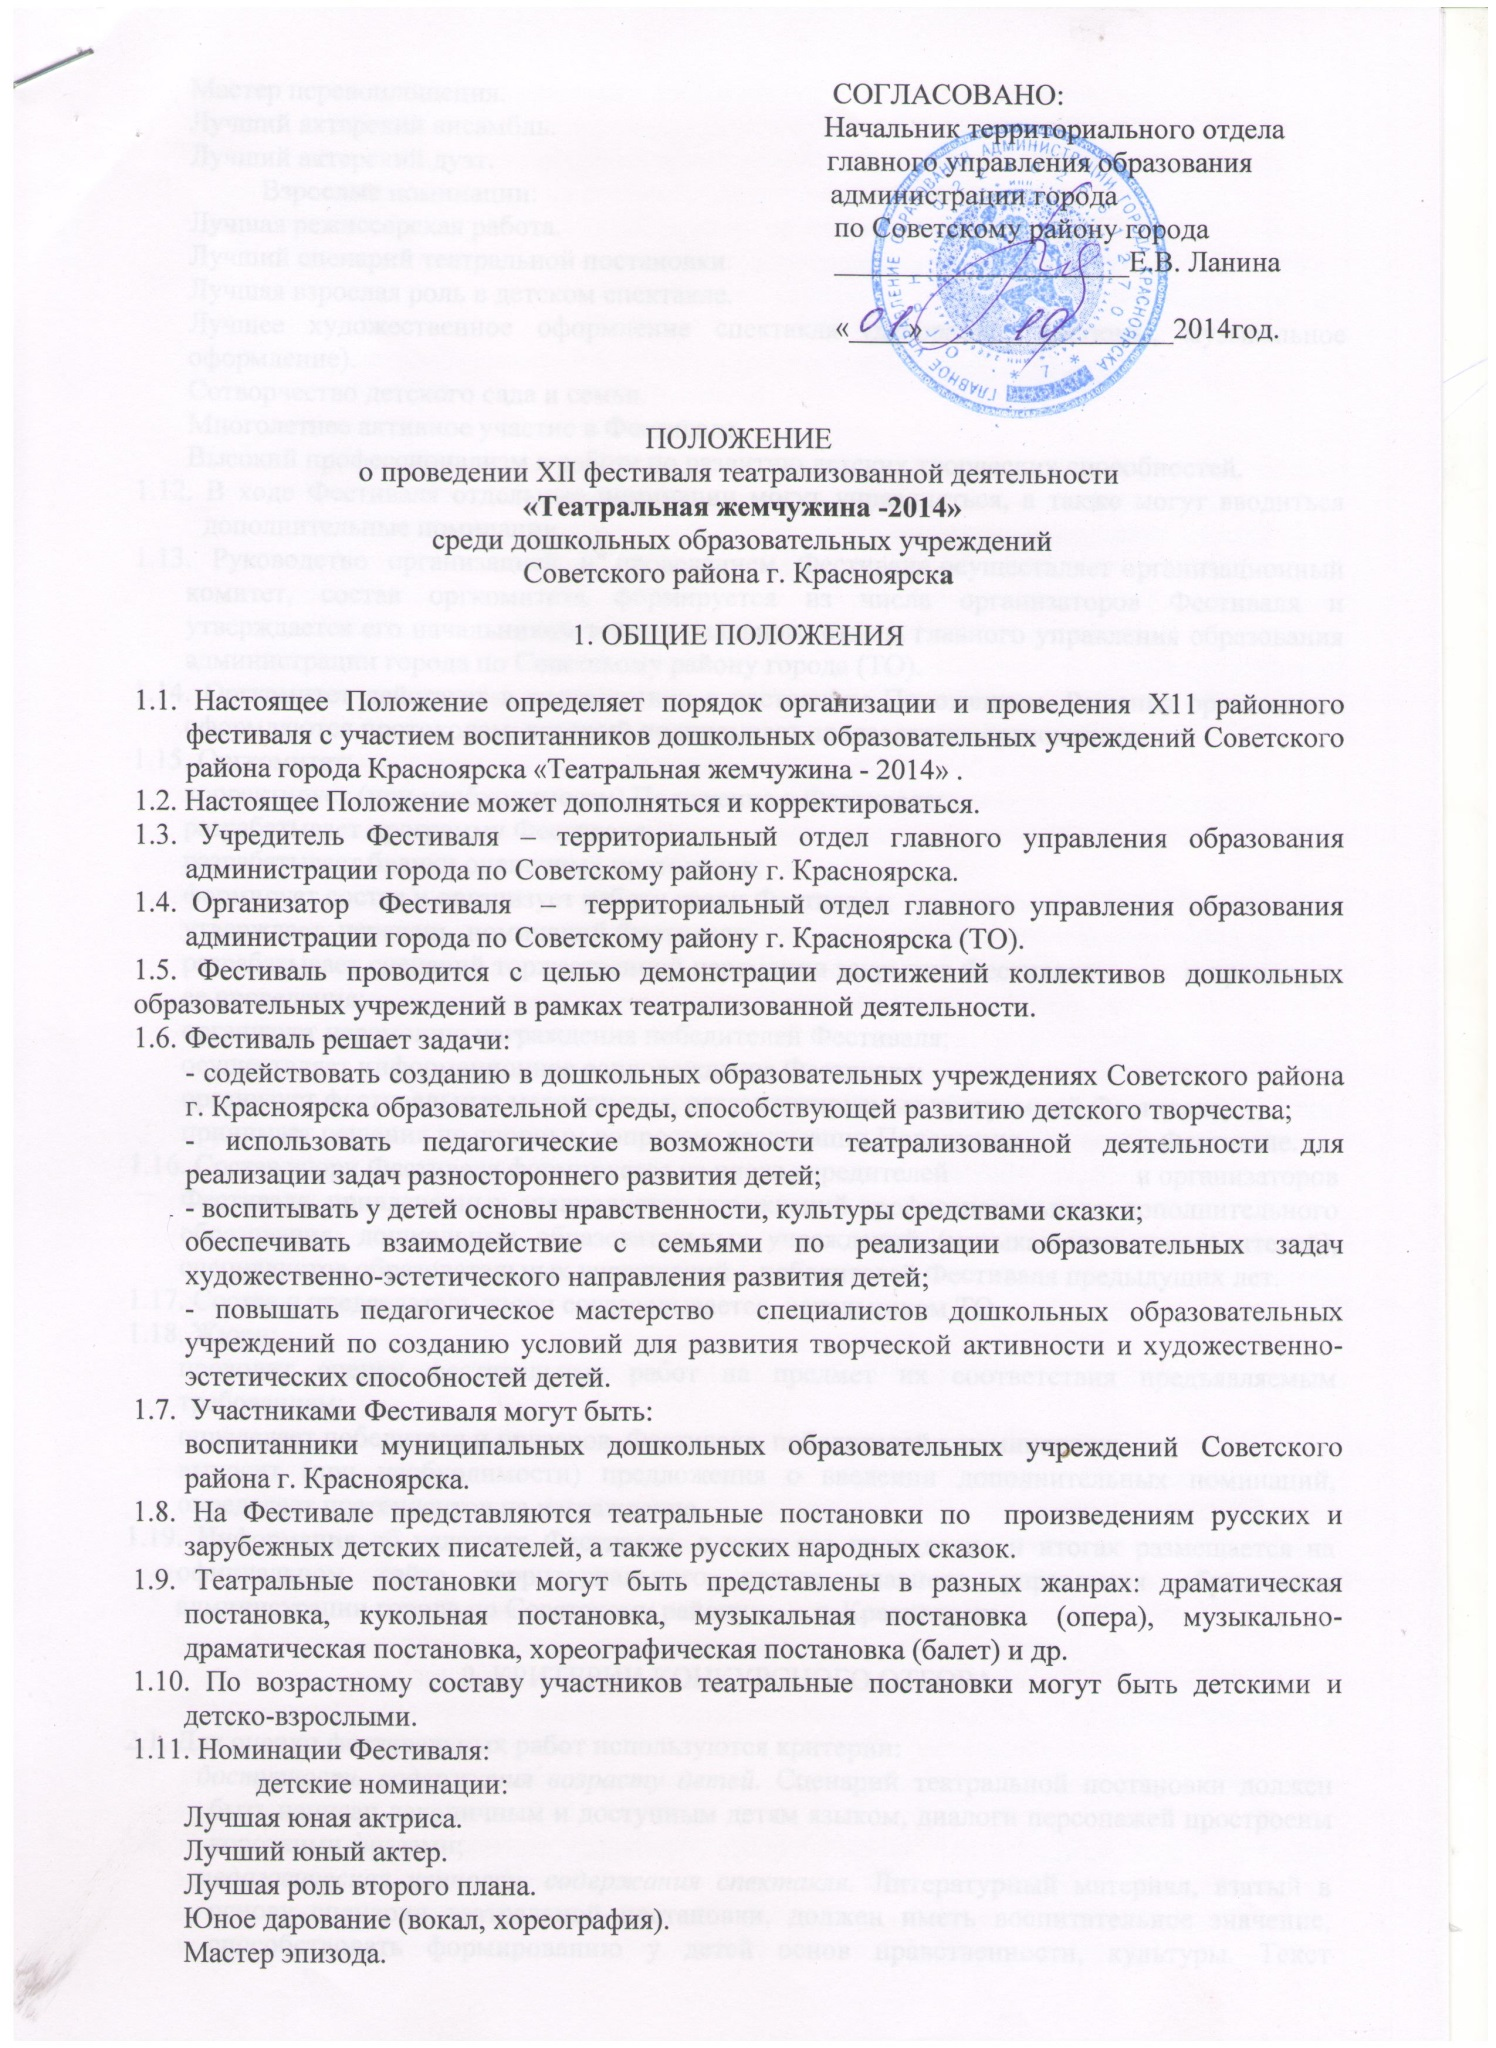 СОГЛАСОВАНО:
Начальник территориального отдела
главного управления образования
администрации города
по Советскому району города
Е.В. Ланина
« » 2014год.
ПОЛОЖЕНИЕ
о проведении XII фестиваля театрализованной деятельности
«Театральная жемчужина -2014»
среди дошкольных образовательных учреждений
Советского района г. Красноярска
1. ОБЩИЕ ПОЛОЖЕНИЯ
1.1. Настоящее Положение определяет порядок организации и проведения X11 районного
фестиваля с участием воспитанников дошкольных образовательных учреждений Советского
района города Красноярска «Театральная жемчужина - 2014» .
1.2. Настоящее Положение может дополняться и корректироваться.
1.3. Учредитель Фестиваля – территориальный отдел главного управления образования
администрации города по Советскому району г. Красноярска.
1.4. Организатор Фестиваля – территориальный отдел главного управления образования
администрации города по Советскому району г. Красноярска (ТО).
1.5. Фестиваль проводится с целью демонстрации достижений коллективов дошкольных
образовательных учреждений в рамках театрализованной деятельности.
1.6. Фестиваль решает задачи:
- содействовать созданию в дошкольных образовательных учреждениях Советского района
г. Красноярска образовательной среды, способствующей развитию детского творчества;
- использовать педагогические возможности театрализованной деятельности для
реализации задач разностороннего развития детей;
- воспитывать у детей основы нравственности, культуры средствами сказки;
обеспечивать взаимодействие с семьями по реализации образовательных задач
художественно-эстетического направления развития детей;
- повышать педагогическое мастерство специалистов дошкольных образовательных
учреждений по созданию условий для развития творческой активности и художественно-
эстетических способностей детей.
1.7. Участниками Фестиваля могут быть:
воспитанники муниципальных дошкольных образовательных учреждений Советского
района г. Красноярска.
1.8. На Фестивале представляются театральные постановки по произведениям русских и
зарубежных детских писателей, а также русских народных сказок.
1.9. Театральные постановки могут быть представлены в разных жанрах: драматическая
постановка, кукольная постановка, музыкальная постановка (опера), музыкально-
драматическая постановка, хореографическая постановка (балет) и др.
1.10. По возрастному составу участников театральные постановки могут быть детскими и
детско-взрослыми.
1.11. Номинации Фестиваля:
детские номинации:
Лучшая юная актриса.
Лучший юный актер.
Лучшая роль второго плана.
Юное дарование (вокал, хореография).
Мастер эпизода.